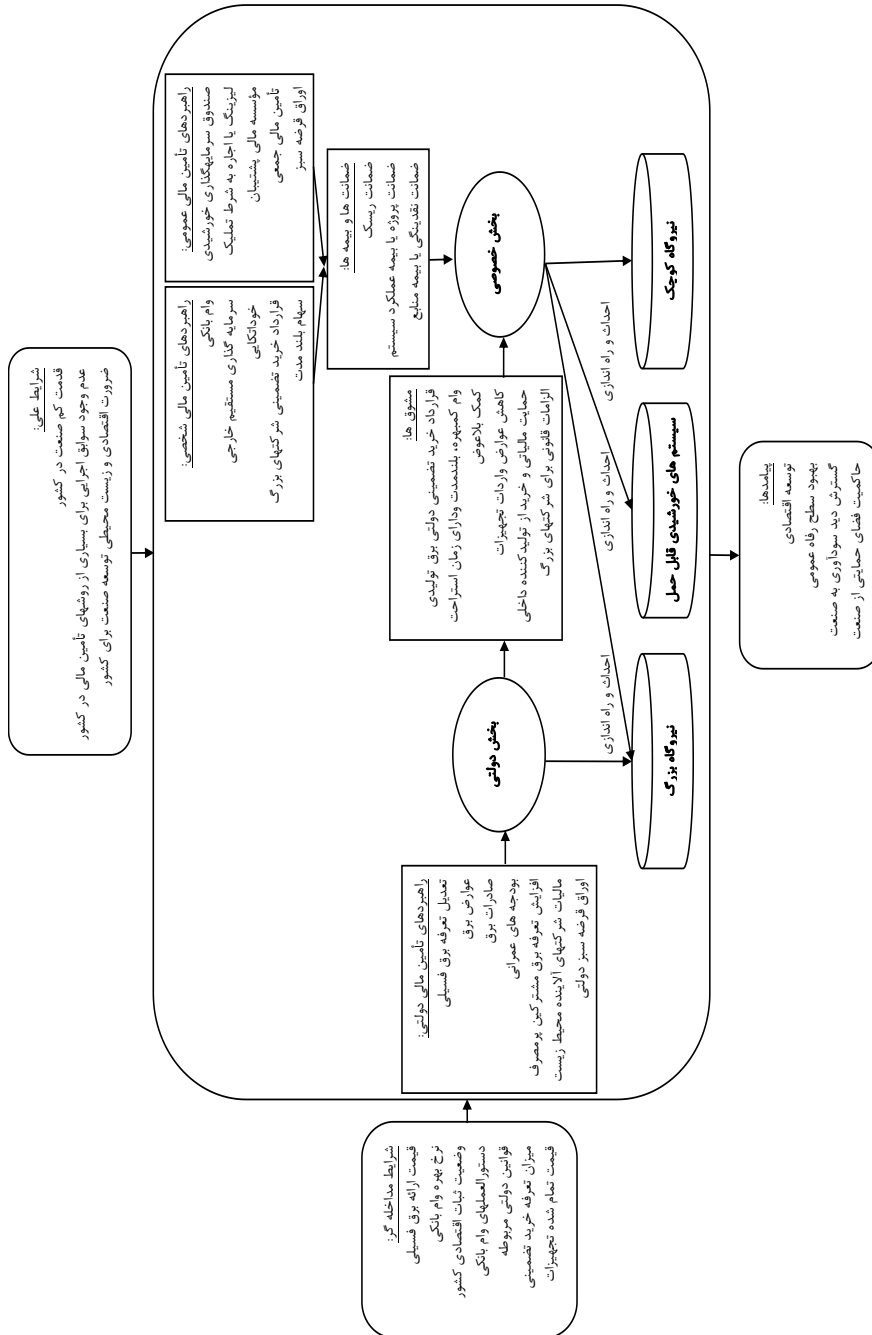 شرایط علی:
قدمت کم صنعت در کشور
عدم وجود سوابق اجرایی برای بسیاری از روشهای تأمین مالی در کشور
ضرورت اقتصادی و زیست محیطی توسعه صنعت برای کشور
راهبردهای تأمین مالی عمومی:
صندوق سرمایهگذاری خورشیدی
لیزینگ یا اجاره به شرط تملیک
مؤسسه مالی پشتیبان
تأمین مالی جمعی
اوراق قرضه سبز
راهبردهای تأمین مالی شخصی:
وام بانکی
سرمایه گذاری مستقیم خارجی
خوداتکایی
قرارداد خرید تضمینی شرکتهای بزرگ
سهام بلند مدت
ضمانت ها و بیمه ها:
ضمانت ریسک
ضمانت پروژه یا بیمه عملکرد سیستم
ضمانت نقدینگی یا بیمه منابع
مشوق ها:
قرارداد خرید تضمینی دولتی برق تولیدی
وام کمبهره، بلندمدت ودارای زمان استراحت
کمک بلاعوض
کاهش عوارض واردات تجهیزات
حمایت مالیاتی و خرید از تولیدکننده داخلی
الزامات قانونی برای شرکتهای بزرگ
بخش خصوصی
بخش دولتی
راهبردهای تأمین مالی دولتی:
تعدیل تعرفه برق فسیلی
عوارض برق
صادرات برق
بودجه های عمرانی
افزایش تعرفه برق مشترکین پرمصرف
مالیات شرکتهای آلاینده محیط زیست
اوراق قرضه سبز دولتی
احداث و راه اندازی
احداث و راه اندازی
احداث و راه اندازی
نیروگاه کوچک
سیستم های خورشیدی قابل حمل
نیروگاه بزرگ
شرایط مداخله گر:
قیمت ارائه برق فسیلی
نرخ بهره وام بانکی
وضعیت ثبات اقتصادی کشور
دستورالعملهای وام بانکی
قوانین دولتی مربوطه
میزان تعرفه خرید تضمینی
قیمت تمام شده تجهیزات
پیامدها:
توسعه اقتصادی
بهبود سطح رفاه عمومی
گسترش دید سودآوری به صنعت
حاکمیت فضای حمایتی از صنعت